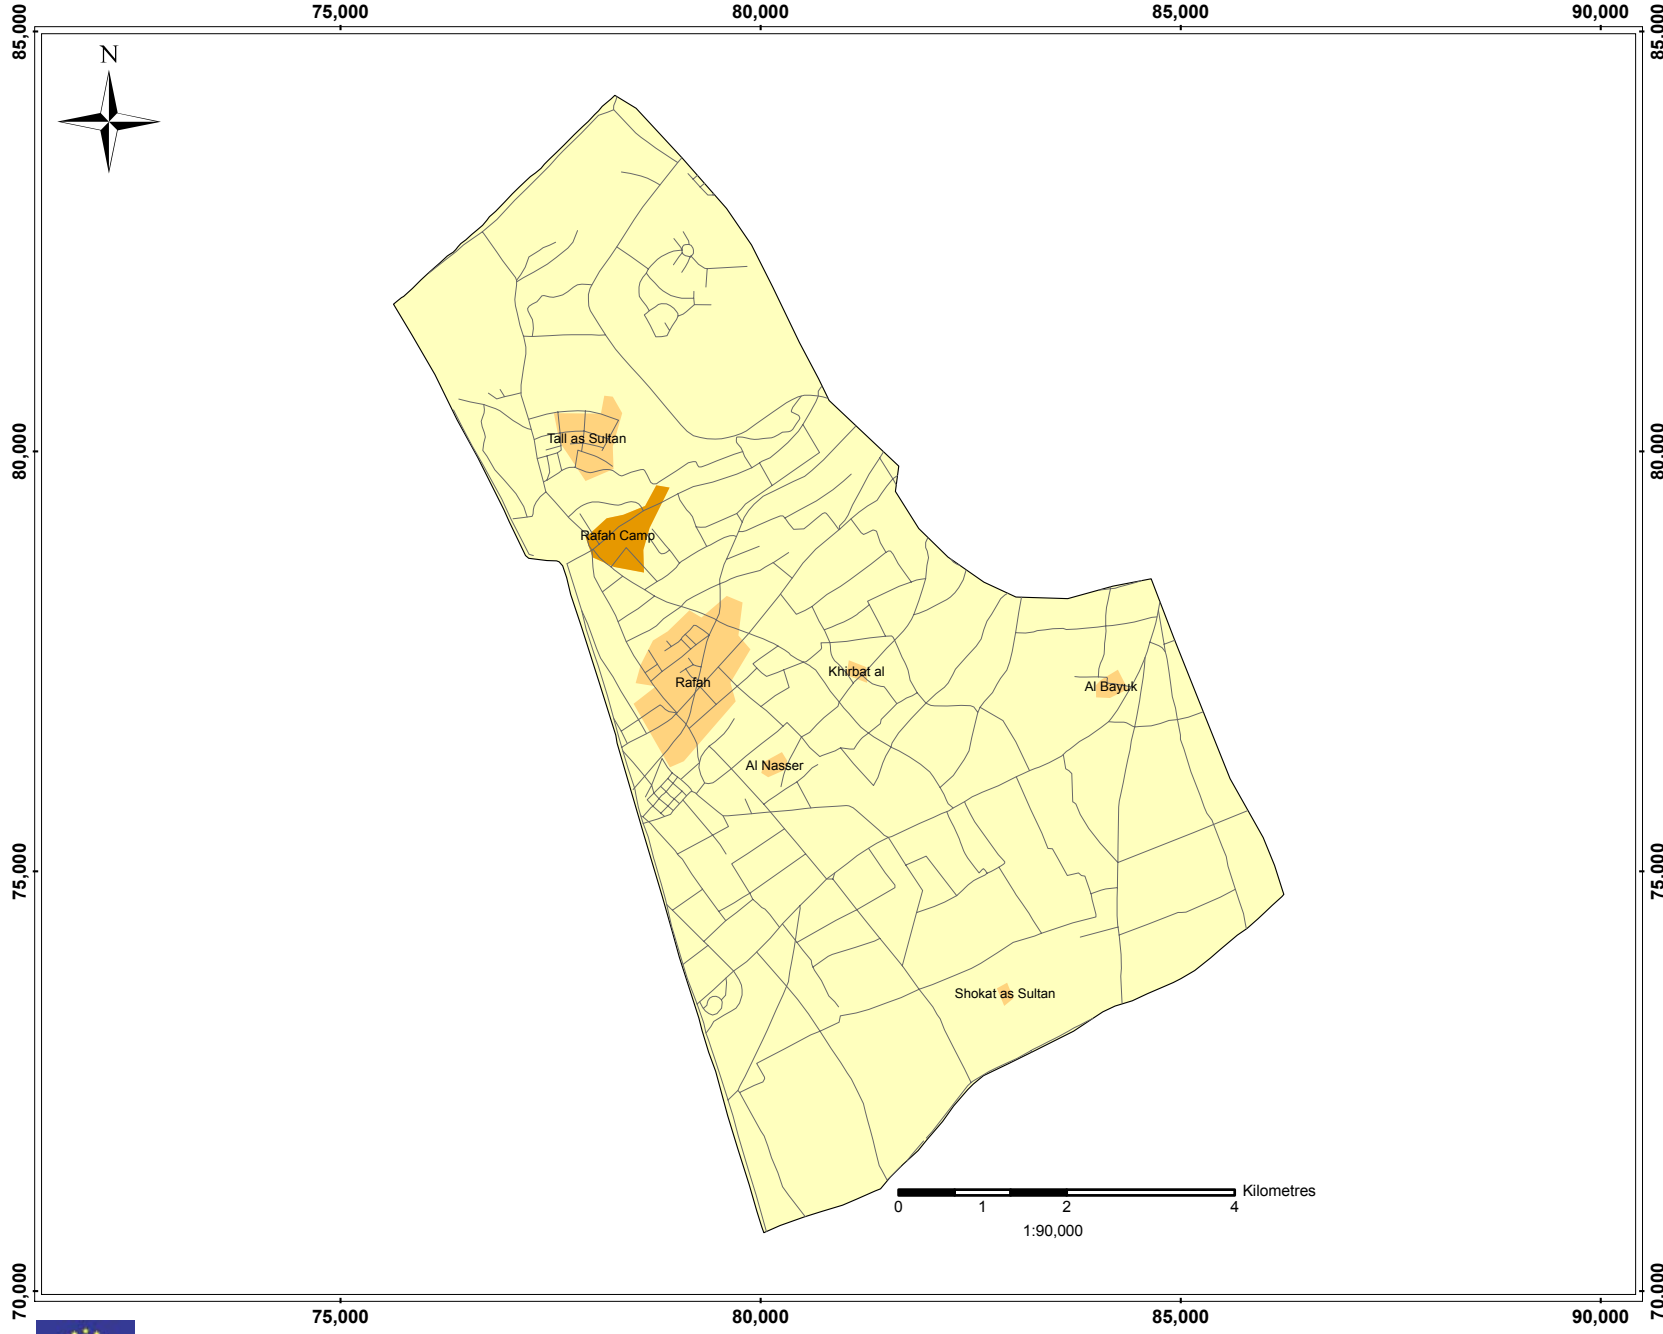 75,000 80,000 85,000 90,000
85,000 85,000
N
80,000 80,000
Tall as Sultan
Rafah Camp
Khirbat al
Rafah
Al Bayuk
Al Nasser
75,000 75,000
Shokat as Sultan
Kilometres
0 1 2 4
1:90,000
70,000 70,000
75,000 80,000 85,000 90,000